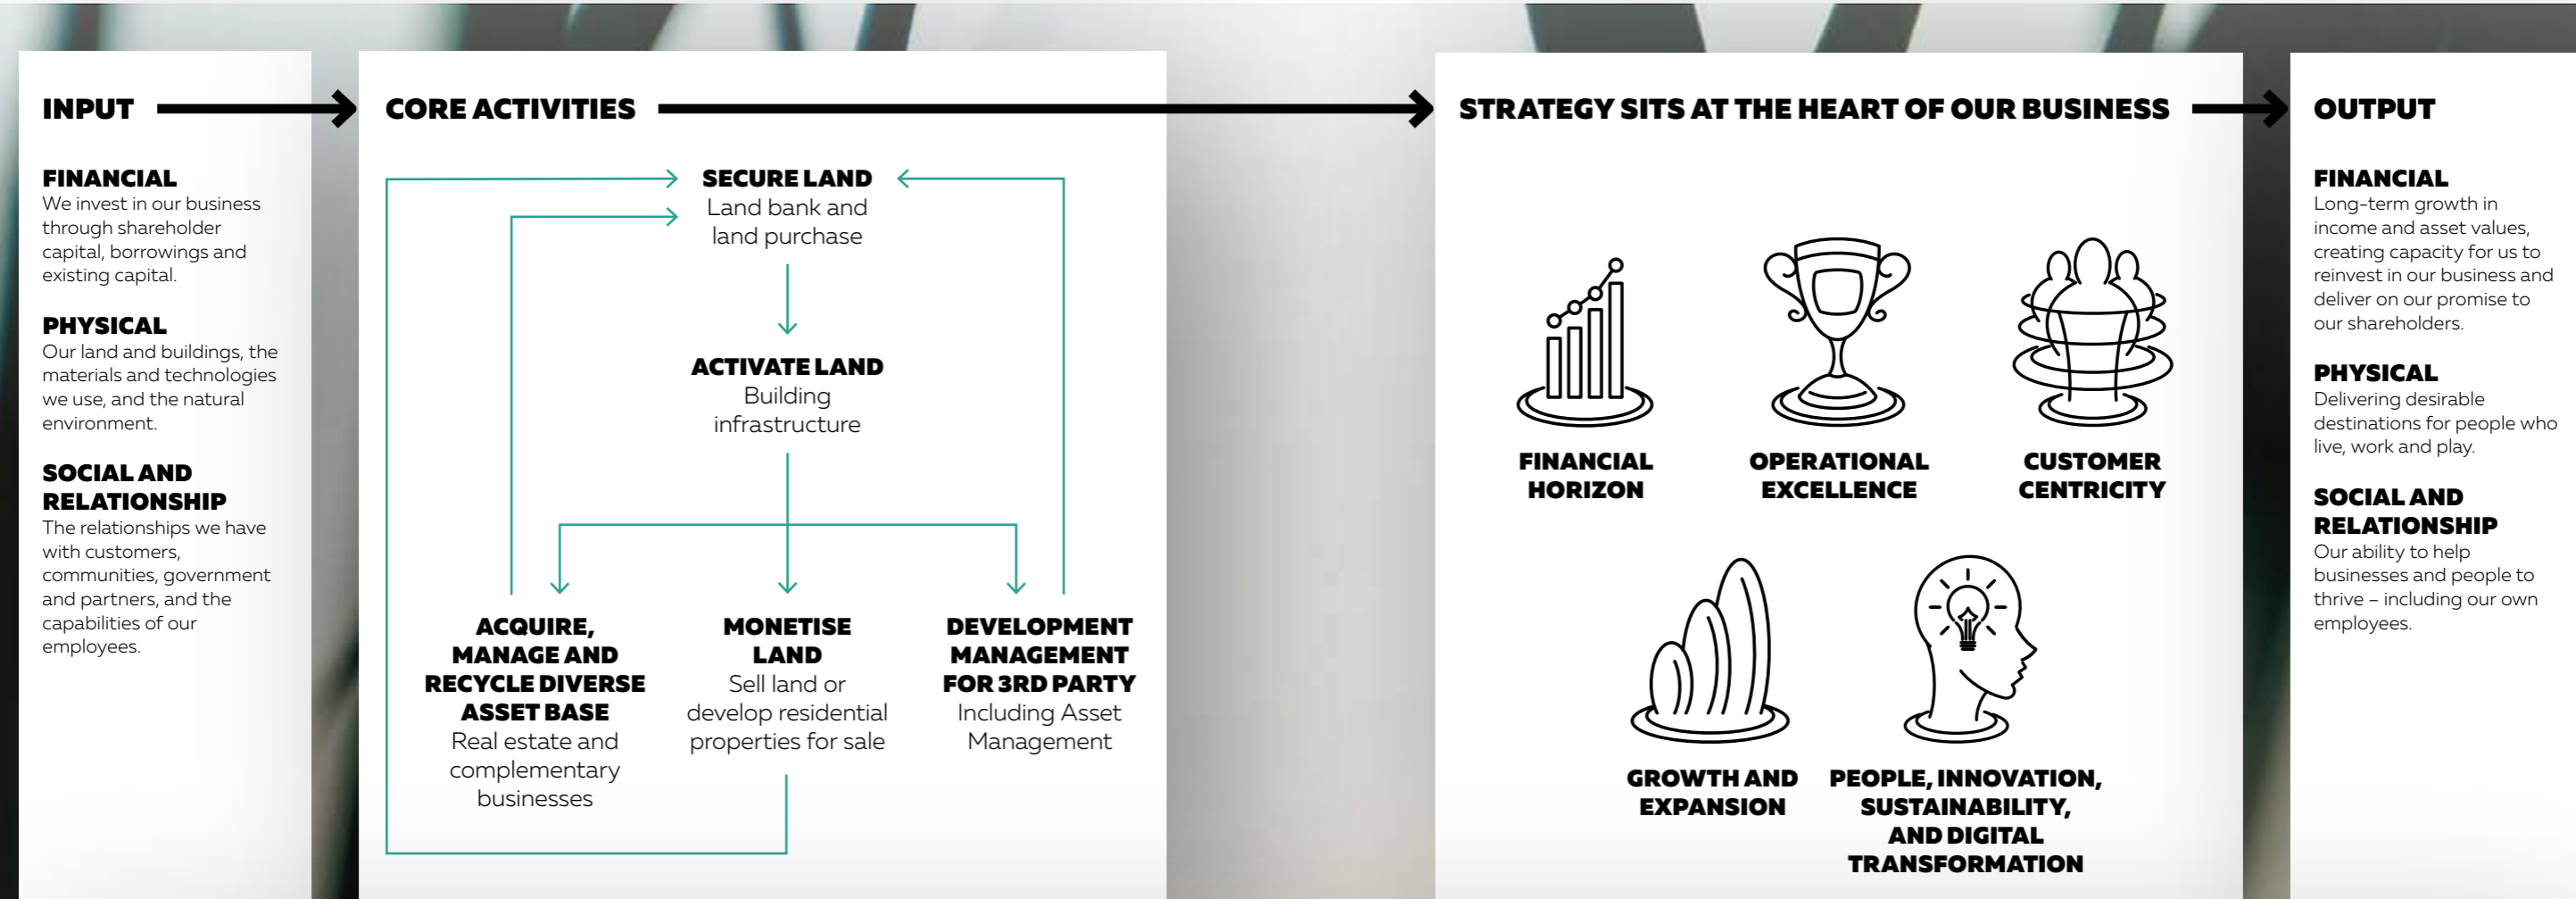 INPUT
FINANCIAL
We invest in our business
through shareholder
capital, borrowings and
existing capital.
PHYSICAL
Our land and buildings, the
materials and technologies
we use, and the natural
environment.
SOCIAL AND
RELATIONSHIP
The relationships we have
with customers,
communities, government
and partners, and the
capabilities of our
employees.
CORE ACTIVITIES
SECURE LAND
Land bank and
land purchase
ACTIVATE LAND
Building
infrastructure
ACQUIRE,
MANAGE AND
RECYCLE DIVERSE
ASSET BASE
Real estate and
complementary
businesses
MONETISE
LAND
Sell land or
develop residential
properties for sale
DEVELOPMENT
MANAGEMENT
FOR 3RD PARTY
Including Asset
Management
STRATEGY SITS AT THE HEART OF OUR BUSINESS
FINANCIAL
HORIZON
OPERATIONAL
EXCELLENCE
CUSTOMER
CENTRICITY
GROWTH AND
EXPANSION
PEOPLE, INNOVATION,
SUSTAINABILITY,
AND DIGITAL
TRANSFORMATION
OUTPUT
FINANCIAL
Long-term growth in
income and asset values,
creating capacity for us to
reinvest in our business and
deliver on our promise to
our shareholders.
PHYSICAL
Delivering desirable
destinations for people who
live, work and play.
SOCIAL AND
RELATIONSHIP
Our ability to help
businesses and people to
thrive – including our own
employees.